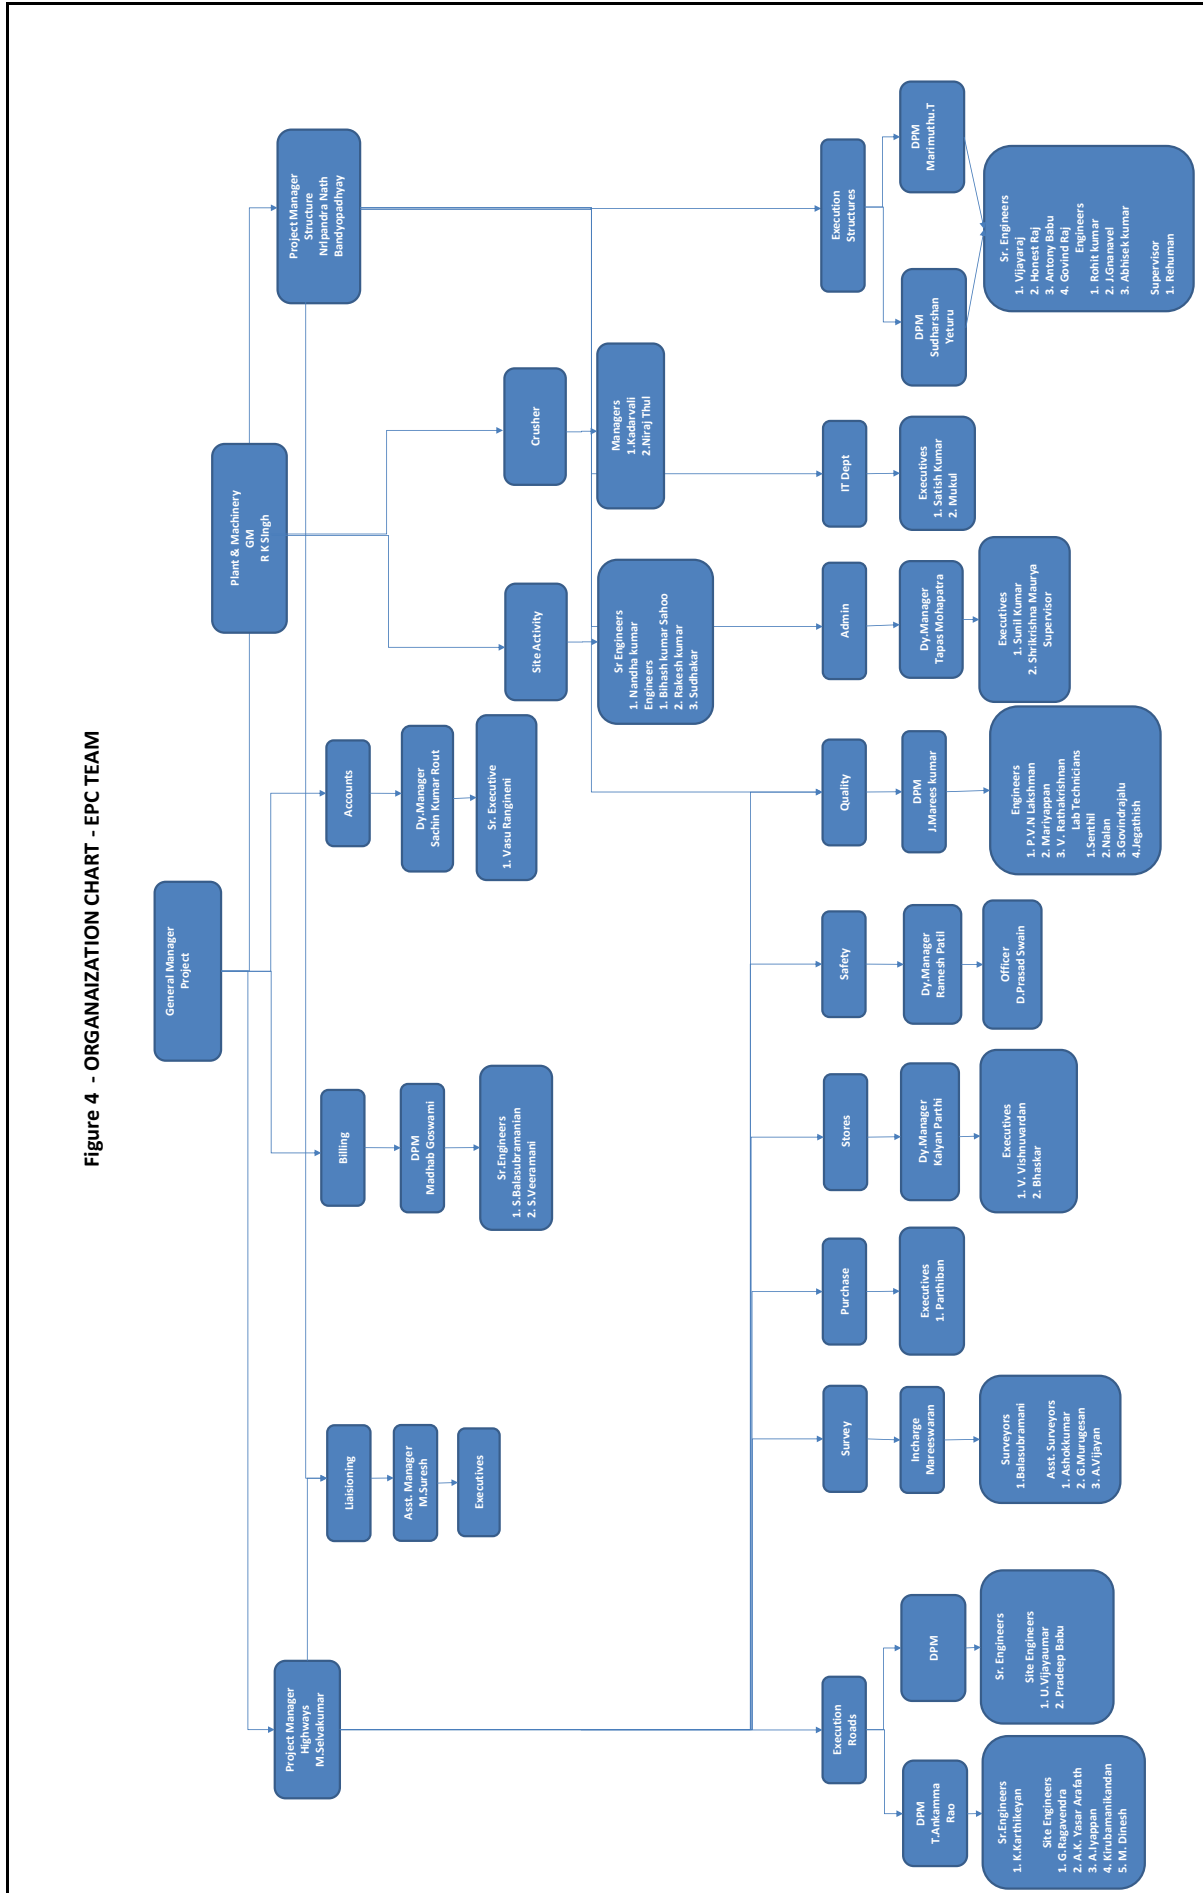 Figure 4 - ORGANAIZATION CHART - EPC TEAM
General Manager
Project
Project Manager
Highways
M.Selvakumar
Plant & Machinery
GM
R K Singh
Project Manager
Structure
Nripandra Nath
Bandyopadhyay
Liaisioning
Asst. Manager
M.Suresh
Executives
Billing
DPM
Madhab Goswami
Sr.Engineers
1. S.Balasubramanian
2. S.Veeramani
Accounts
Dy.Manager
Sachin Kumar Rout
Sr. Executive
1. Vasu Rangineni
Site Activity
Sr Engineers
1. Nandha kumar
Engineers
1. Bihash kumar Sahoo
2. Rakesh kumar
3. Sudhakar
Crusher
Managers
1.Kadarvali
2.Niraj Thul
Execution
Roads
DPM
T.Ankamma
Rao
Sr.Engineers
1. K.Karthikeyan
Site Engineers
1. G.Ragavendra
2. A.K. Yasar Arafath
3. A.Iyappan
4. Kirubamanikandan
5. M. Dinesh
DPM
Sr. Engineers
Site Engineers
1. U.Vijayaumar
2. Pradeep Babu
Survey
Incharge
Mareeswaran
Surveyors
1.Balasubramani
Asst. Surveyors
1. Ashokkumar
2. G.Murugesan
3. A.Vijayan
Purchase
Executives
1. Parthiban
Stores
Dy.Manager
Kalyan Parthi
Executives
1. V. Vishnuvardan
2. Bhaskar
Safety
Dy.Manager
Ramesh Patil
Officer
D.Prasad Swain
Quality
DPM
J.Marees kumar
Engineers
1. P.V.N Lakshman
2. Mariyappan
3. V. Rathakrishnan
Lab Technicians
1.Senthil
2.Nalan
3.Govindrajalu
4.Jegathish
Admin
Dy.Manager
Tapas Mohapatra
Executives
1. Sunil Kumar
2. Shrikrishna Maurya
Supervisor
IT Dept
Executives
1. Satish Kumar
2. Mukul
Execution
Structures
DPM
Sudharshan
Yeturu
DPM
Marimuthu.T
Sr. Engineers
1. Vijayaraj
2. Honest Raj
3. Antony Babu
4. Govind Raj
Engineers
1. Rohit kumar
2. J.Gnanavel
3. Abhisek kumar
Supervisor
1. Rehuman